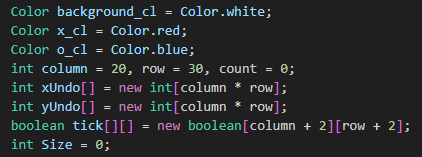 Color background_cl = Color.white;
Color x_cl = Color.red;
Color o_cl = Color.blue;
int column = 20, row = 30, count = 0;
int xUndo[] = new int[column * row];
int yUndo[] = new int[column * row];
boolean tick[][] = new boolean[column + 2][row + 2];
int Size = 0;